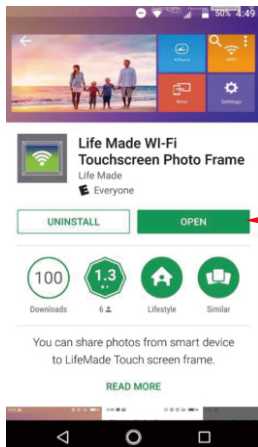 50% 4:49
Album
WiFi
Bind
Settings
Life Made WI-Fi
Touchscreen Photo Frame
Life Made
E Everyone
UNINSTALL
OPEN
100
1.3
Downloads
6
Lifestyle
Similar
You can share photos from smart device
to LifeMade Touch screen frame.
READ MORE